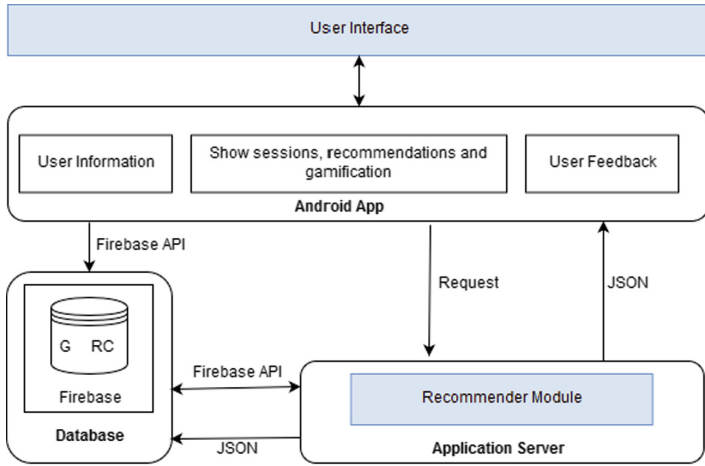 User Interface
User Information
Show sessions, recommendations and
gamification
User Feedback
Android App
Firebase API
Request
JSON
G RC
Firebase
Database
Firebase API
JSON
Recommender Module
Application Server